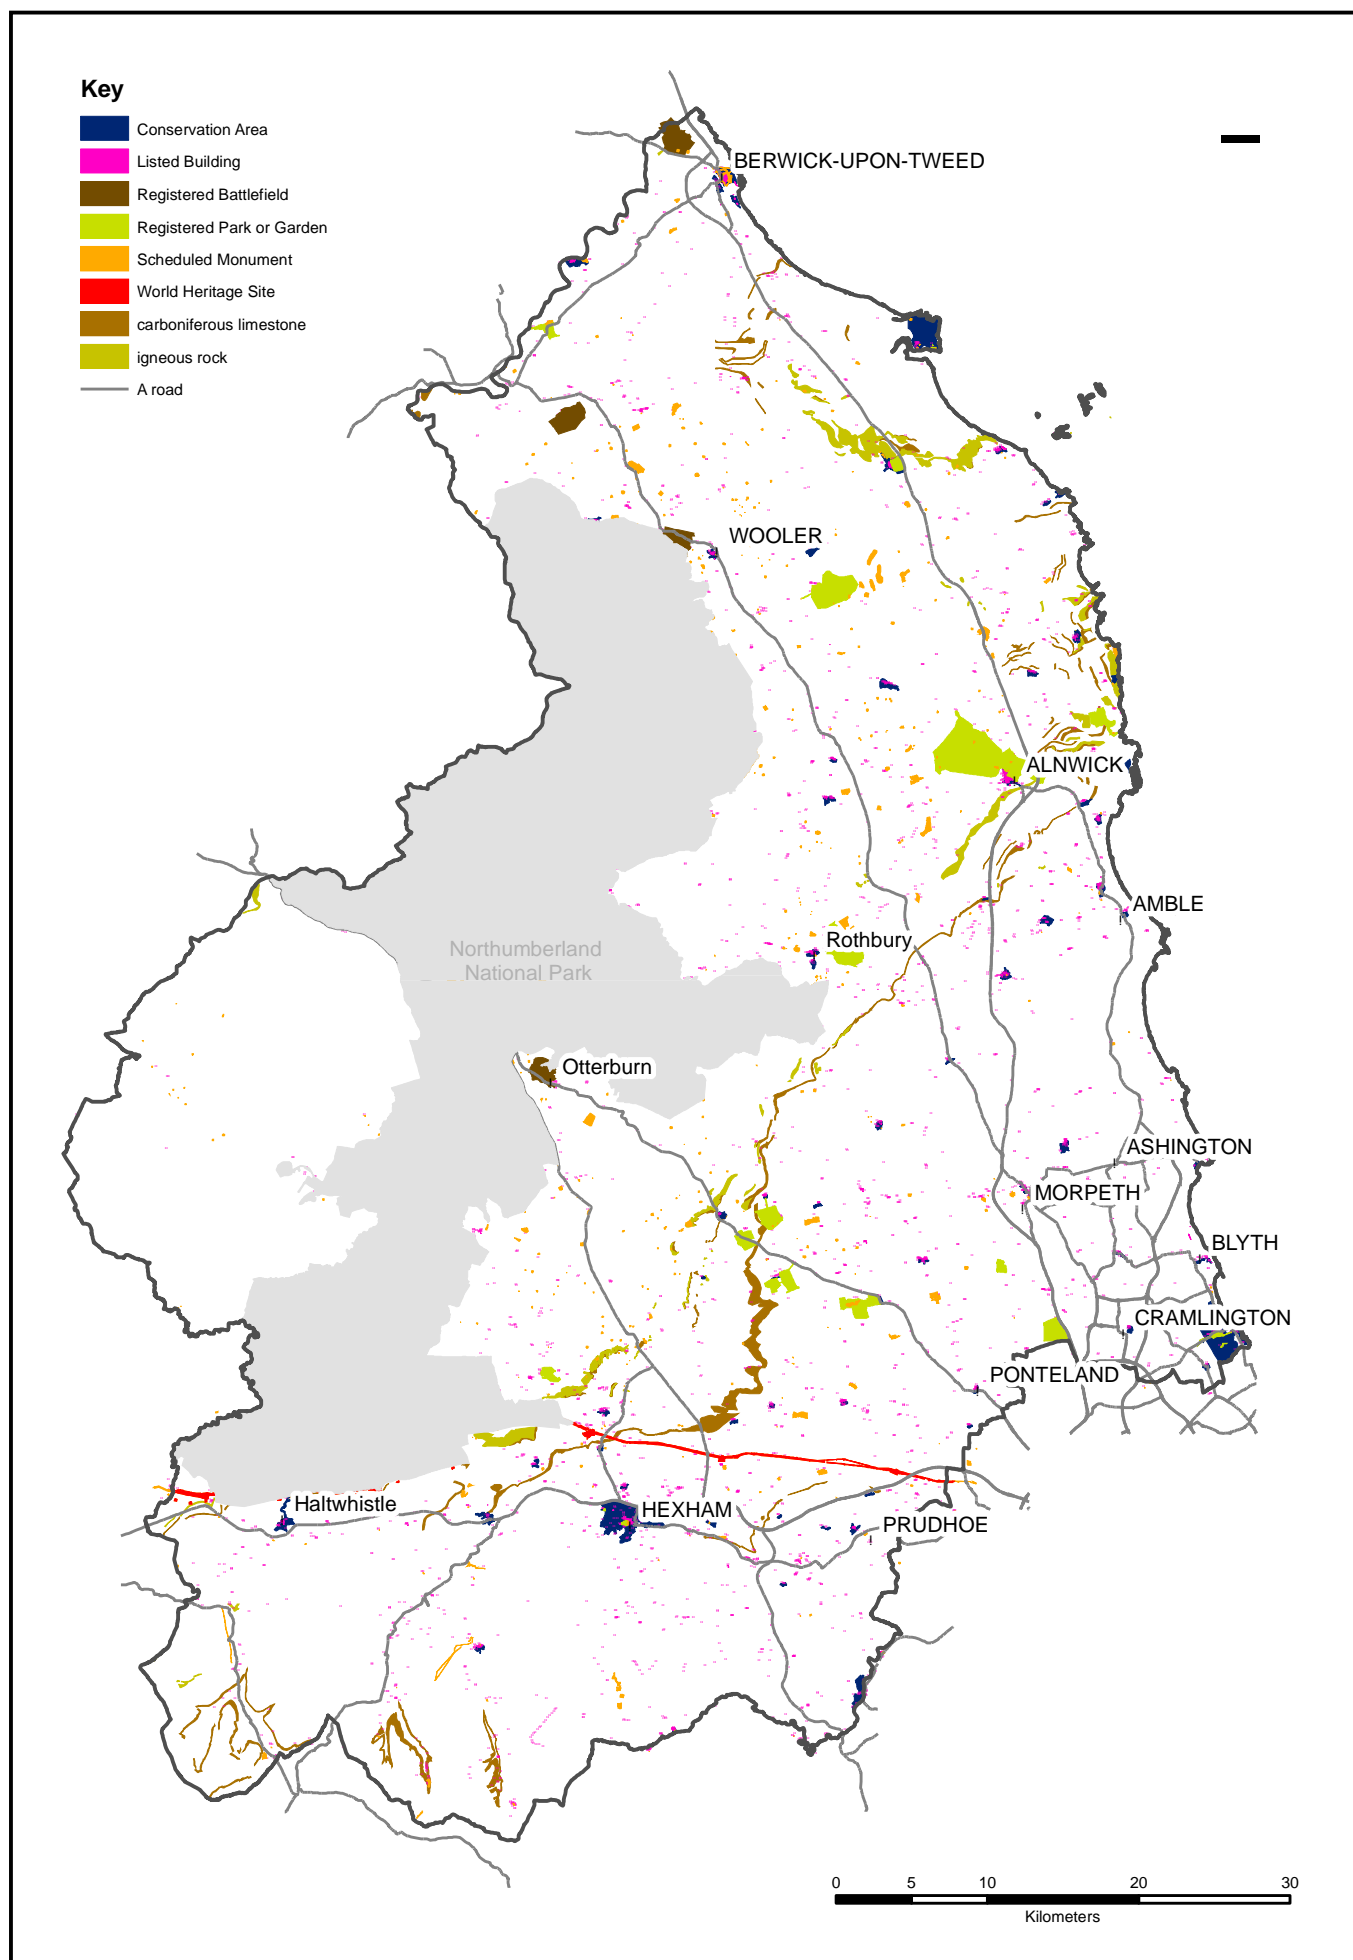 Key
Conservation Area
Listed Building
Registered Battlefield
Registered Park or Garden
Scheduled Monument
World Heritage Site
carboniferous limestone
igneous rock
A road
BERWICK-UPON-TWEED
WOOLER
ALNWICK
AMBLE
Rothbury
Northumberland
National Park
Otterburn
ASHINGTON
MORPETH
BLYTH
CRAMLINGTON
PONTELAND
Haltwhistle
HEXHAM
PRUDHOE
0 5 10 20 30
Kilometers